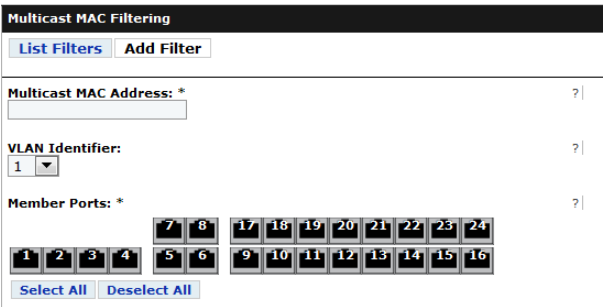 Multicast MAC Filtering
List Filters Add Filter
Multicast MAC Address: * ?
VLAN Identifier: ?
1
Member Ports: * ?
7 8 17 18 19 20 21 22 23 24
1 2 3 4 5 6 9 10 11 12 13 14 15 16
Select All Deselect All